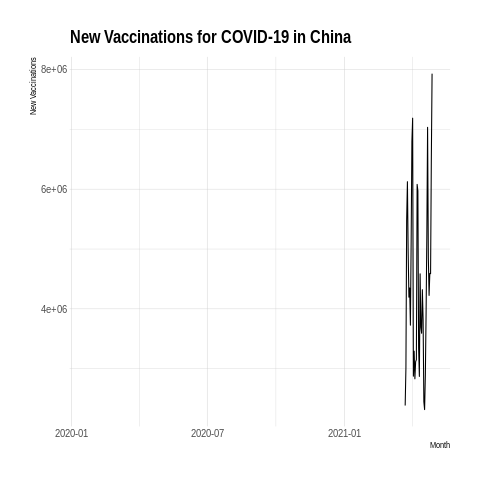 New Vaccinations for COVID-19 in China
New Vaccinations
8e+06
6e+06
4e+06
2020-01 2020-07 2021-01
Month